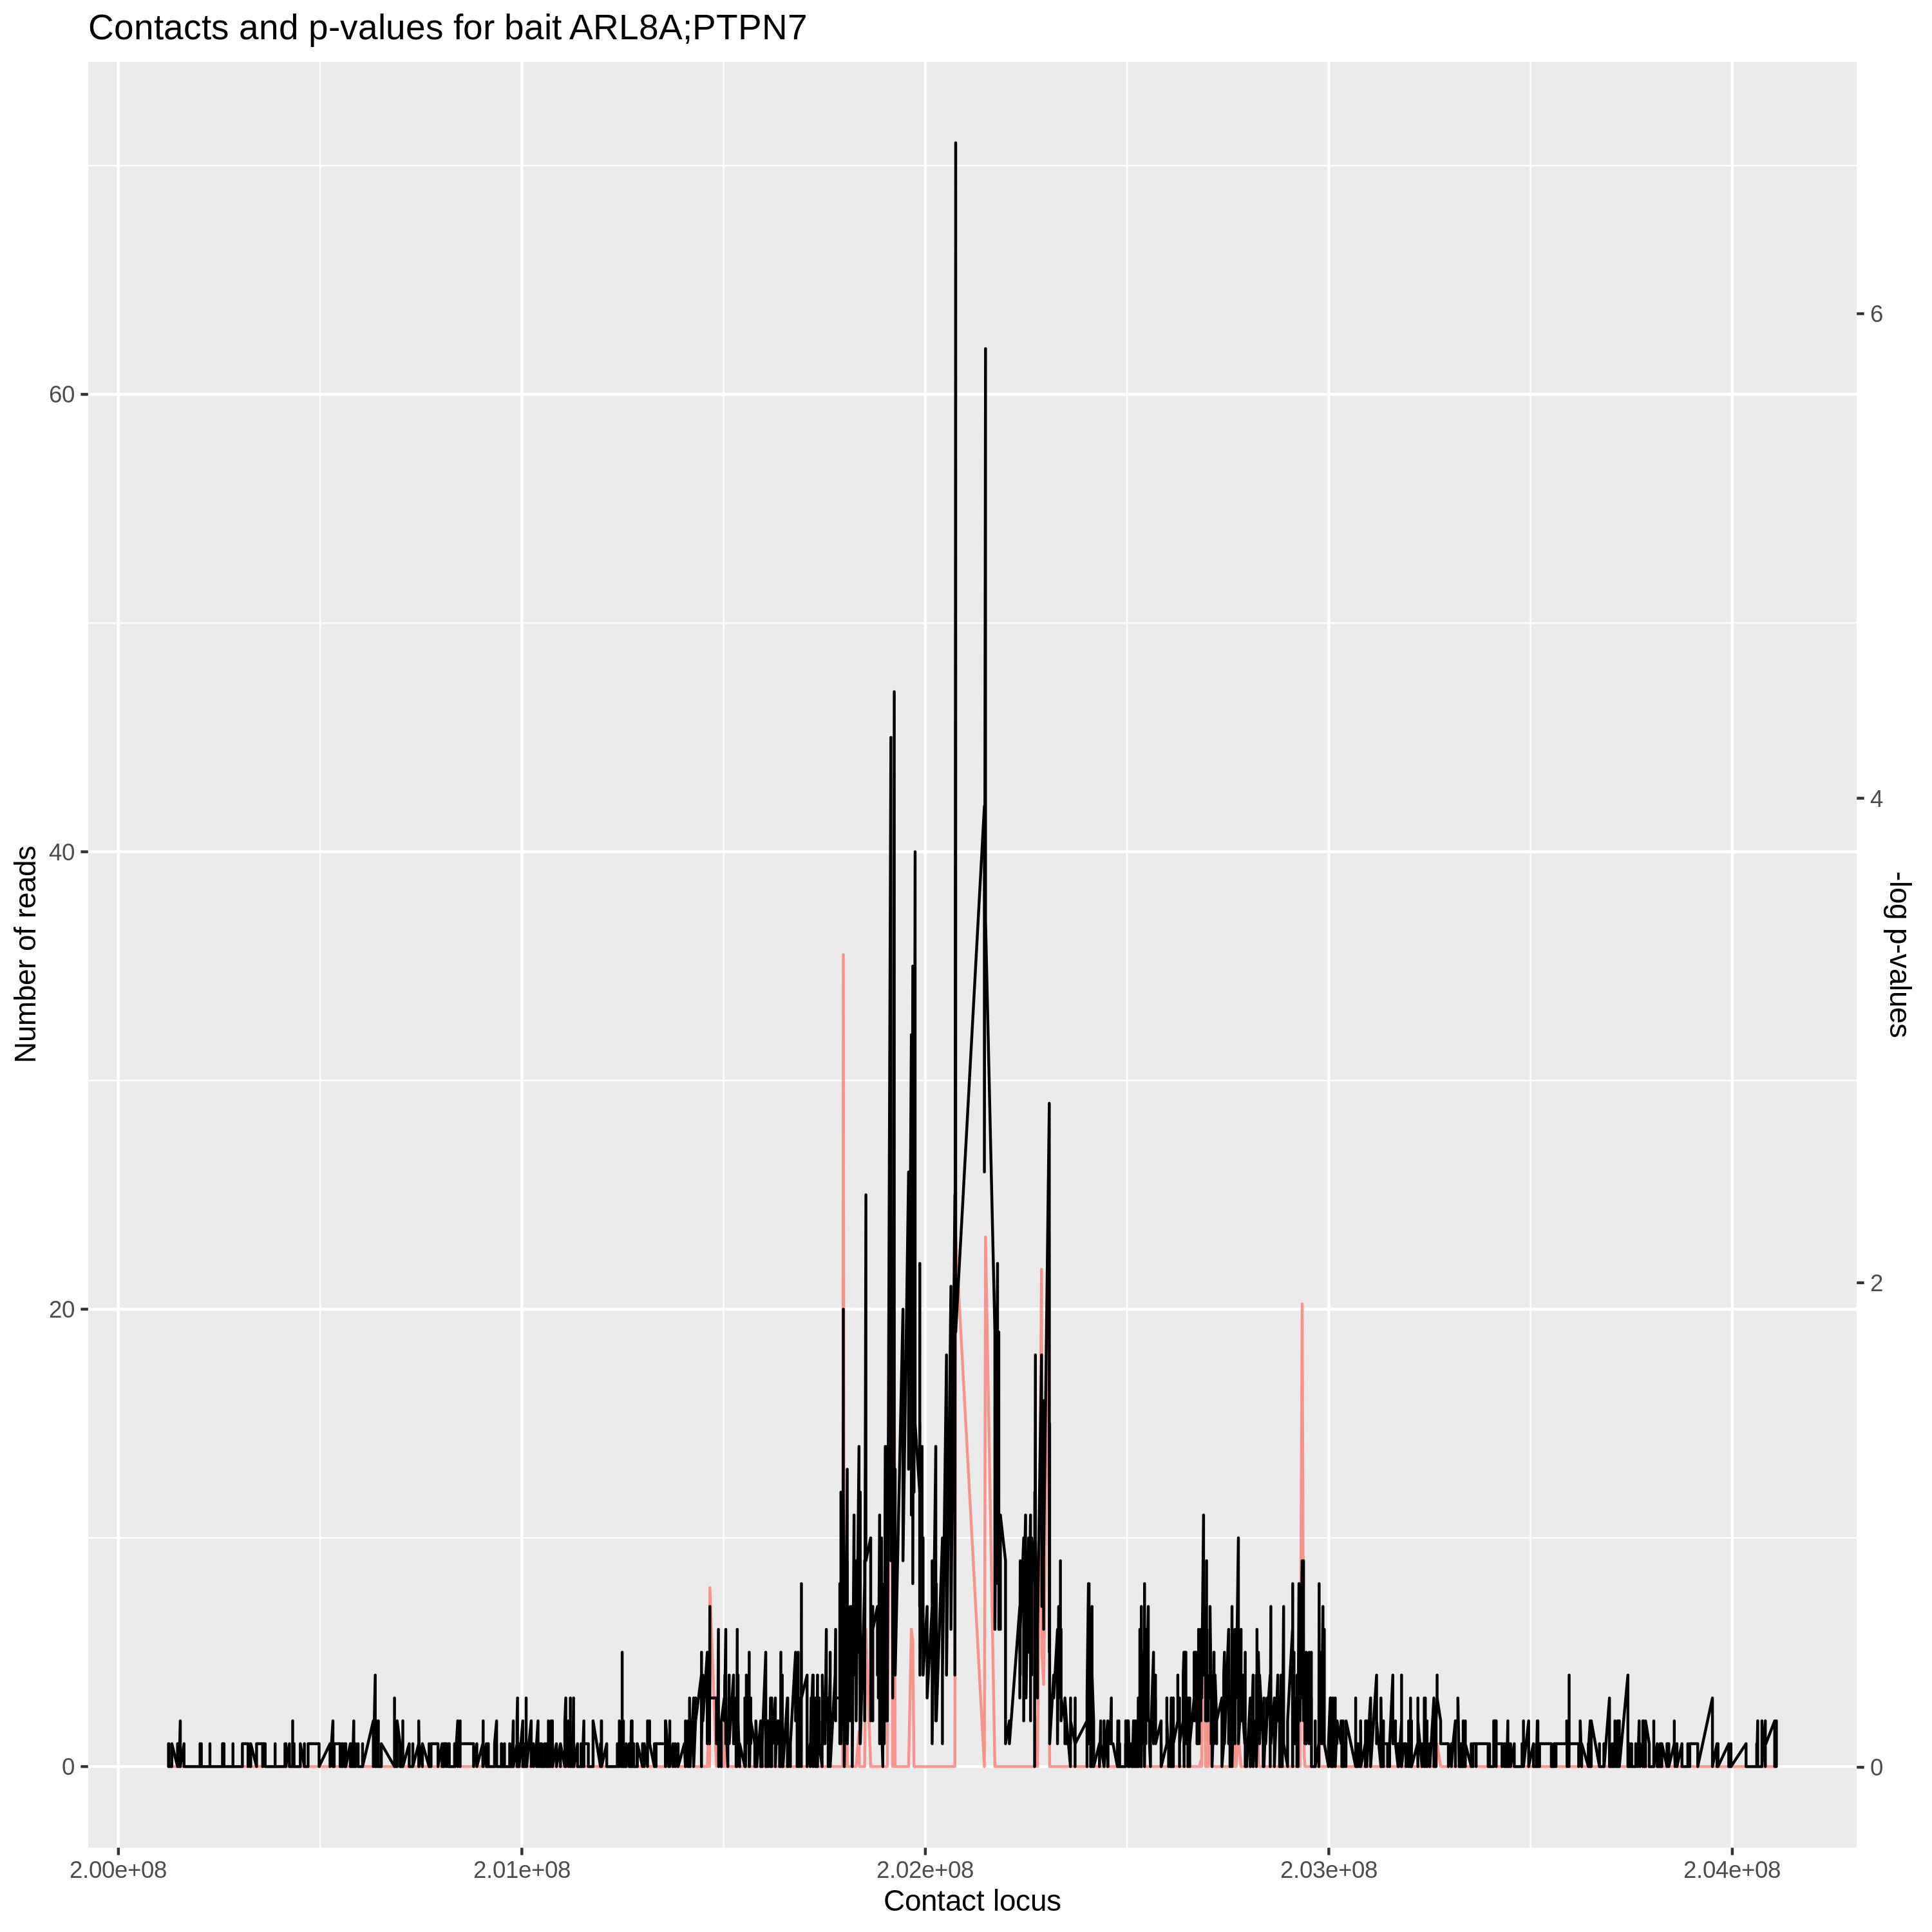 Contacts and p-values for bait ARL8A;PTPN7
Number of reads
60
40
20
0
6
4
2
0
-log p-values
2.00e+08
2.01e+08
2.02e+08
2.03e+08
2.04e+08
Contact locus